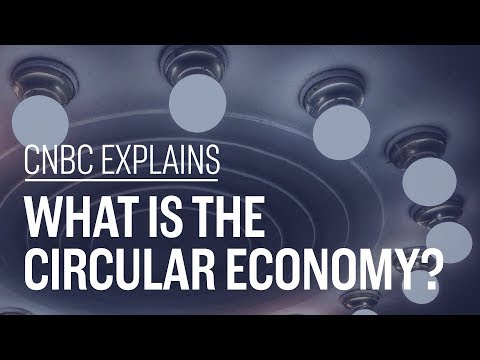 CNBC EXPLAINS
WHAT IS THE
CIRCULAR ECONOMY?